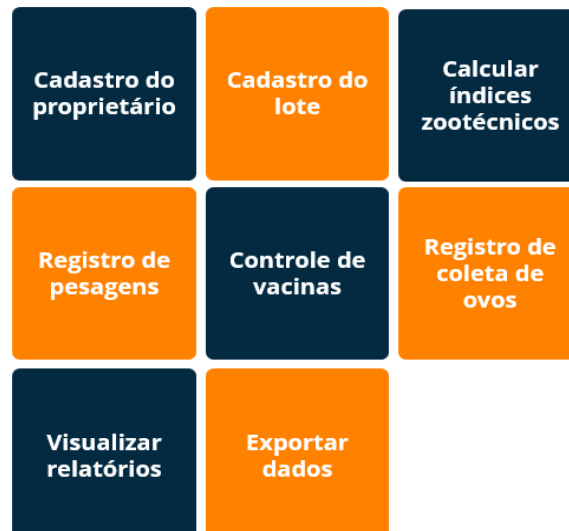 Cadastro do
proprietário
Cadastro do
lote
Calcular
índices
zootécnicos
Registro de
pesagens
Controle de
vacinas
Registro de
coleta de
ovos
Visualizar
relatórios
Exportar
dados